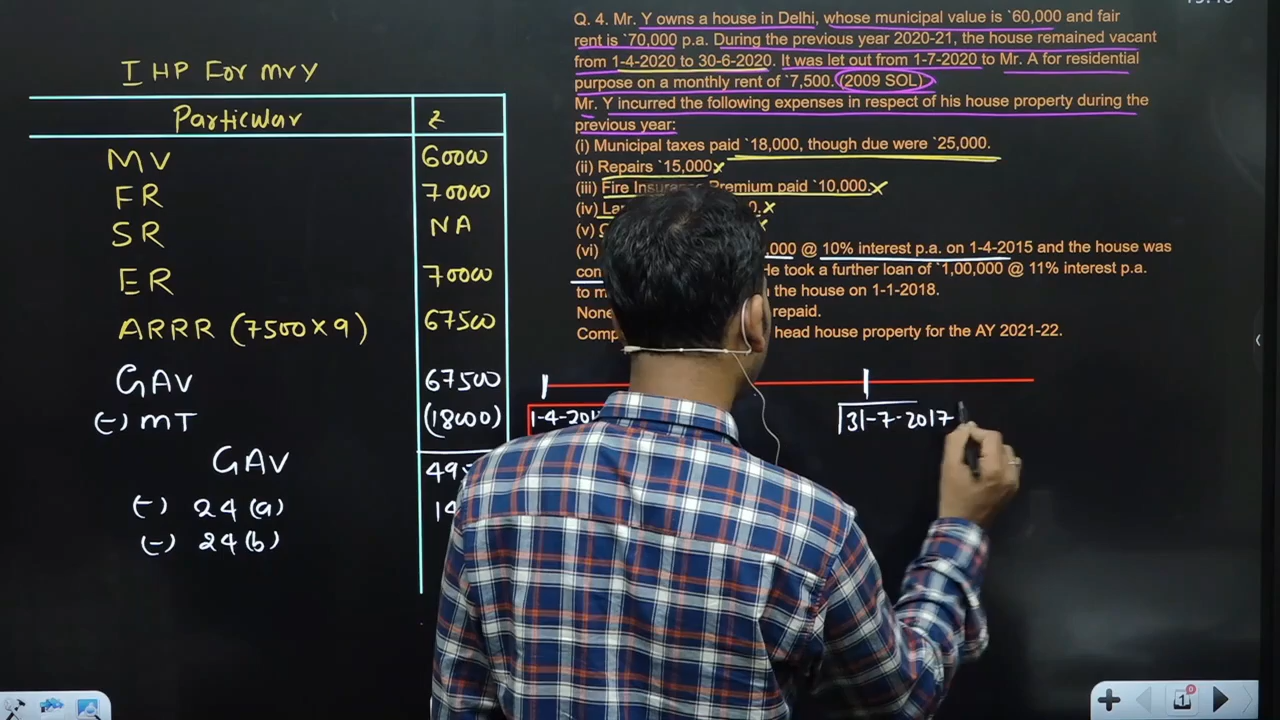 Q. 4. Mr. Y owns a house in Delhi, whose municipal value is `60,000 and fair
rent is `70,000 p.a. During the previous year 2020-21, the house remained vacant
from 1-4-2020 to 30-6-2020. It was let out from 1-7-2020 to Mr. A for residential
purpose on a monthly rent of `7,500. (2009 SOL)
Mr. Y incurred the following expenses in respect of his house property during the
previous year:
(i) Municipal taxes paid `18,000, though due were `25,000.
(ii) Repairs `15,000 x
(iii) Fire Insurance Premium paid `10,000. x
(iv) x
(v) x
(vi) ,000 @ 10% interest p.a. on 1-4-2015 and the house was
He took a further loan of `1,00,000 @ 11% interest p.a.
to the house on 1-1-2018.
repaid.
head house property for the AY 2021-22.
I HP For mr Y
Particular ₹
MV 60000
FR 70000
SR NA
ER 70000
ARRR (7500x9) 67500
GAV 67500
(-) MT (18000)
GAV
(-) 24(a)
(-) 24(b)
31-7-2017
1